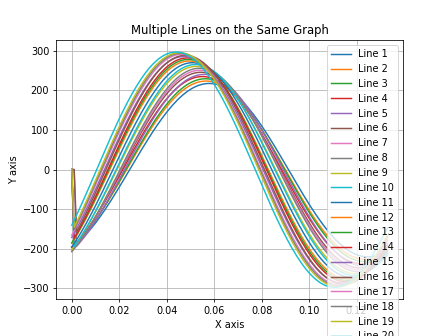 Multiple Lines on the Same Graph
300
200
100
0
−100
−200
−300
Y axis
0.00
0.02
0.04
0.06
0.08
0.10
X axis
Line 1
Line 2
Line 3
Line 4
Line 5
Line 6
Line 7
Line 8
Line 9
Line 10
Line 11
Line 12
Line 13
Line 14
Line 15
Line 16
Line 17
Line 18
Line 19
Line 20